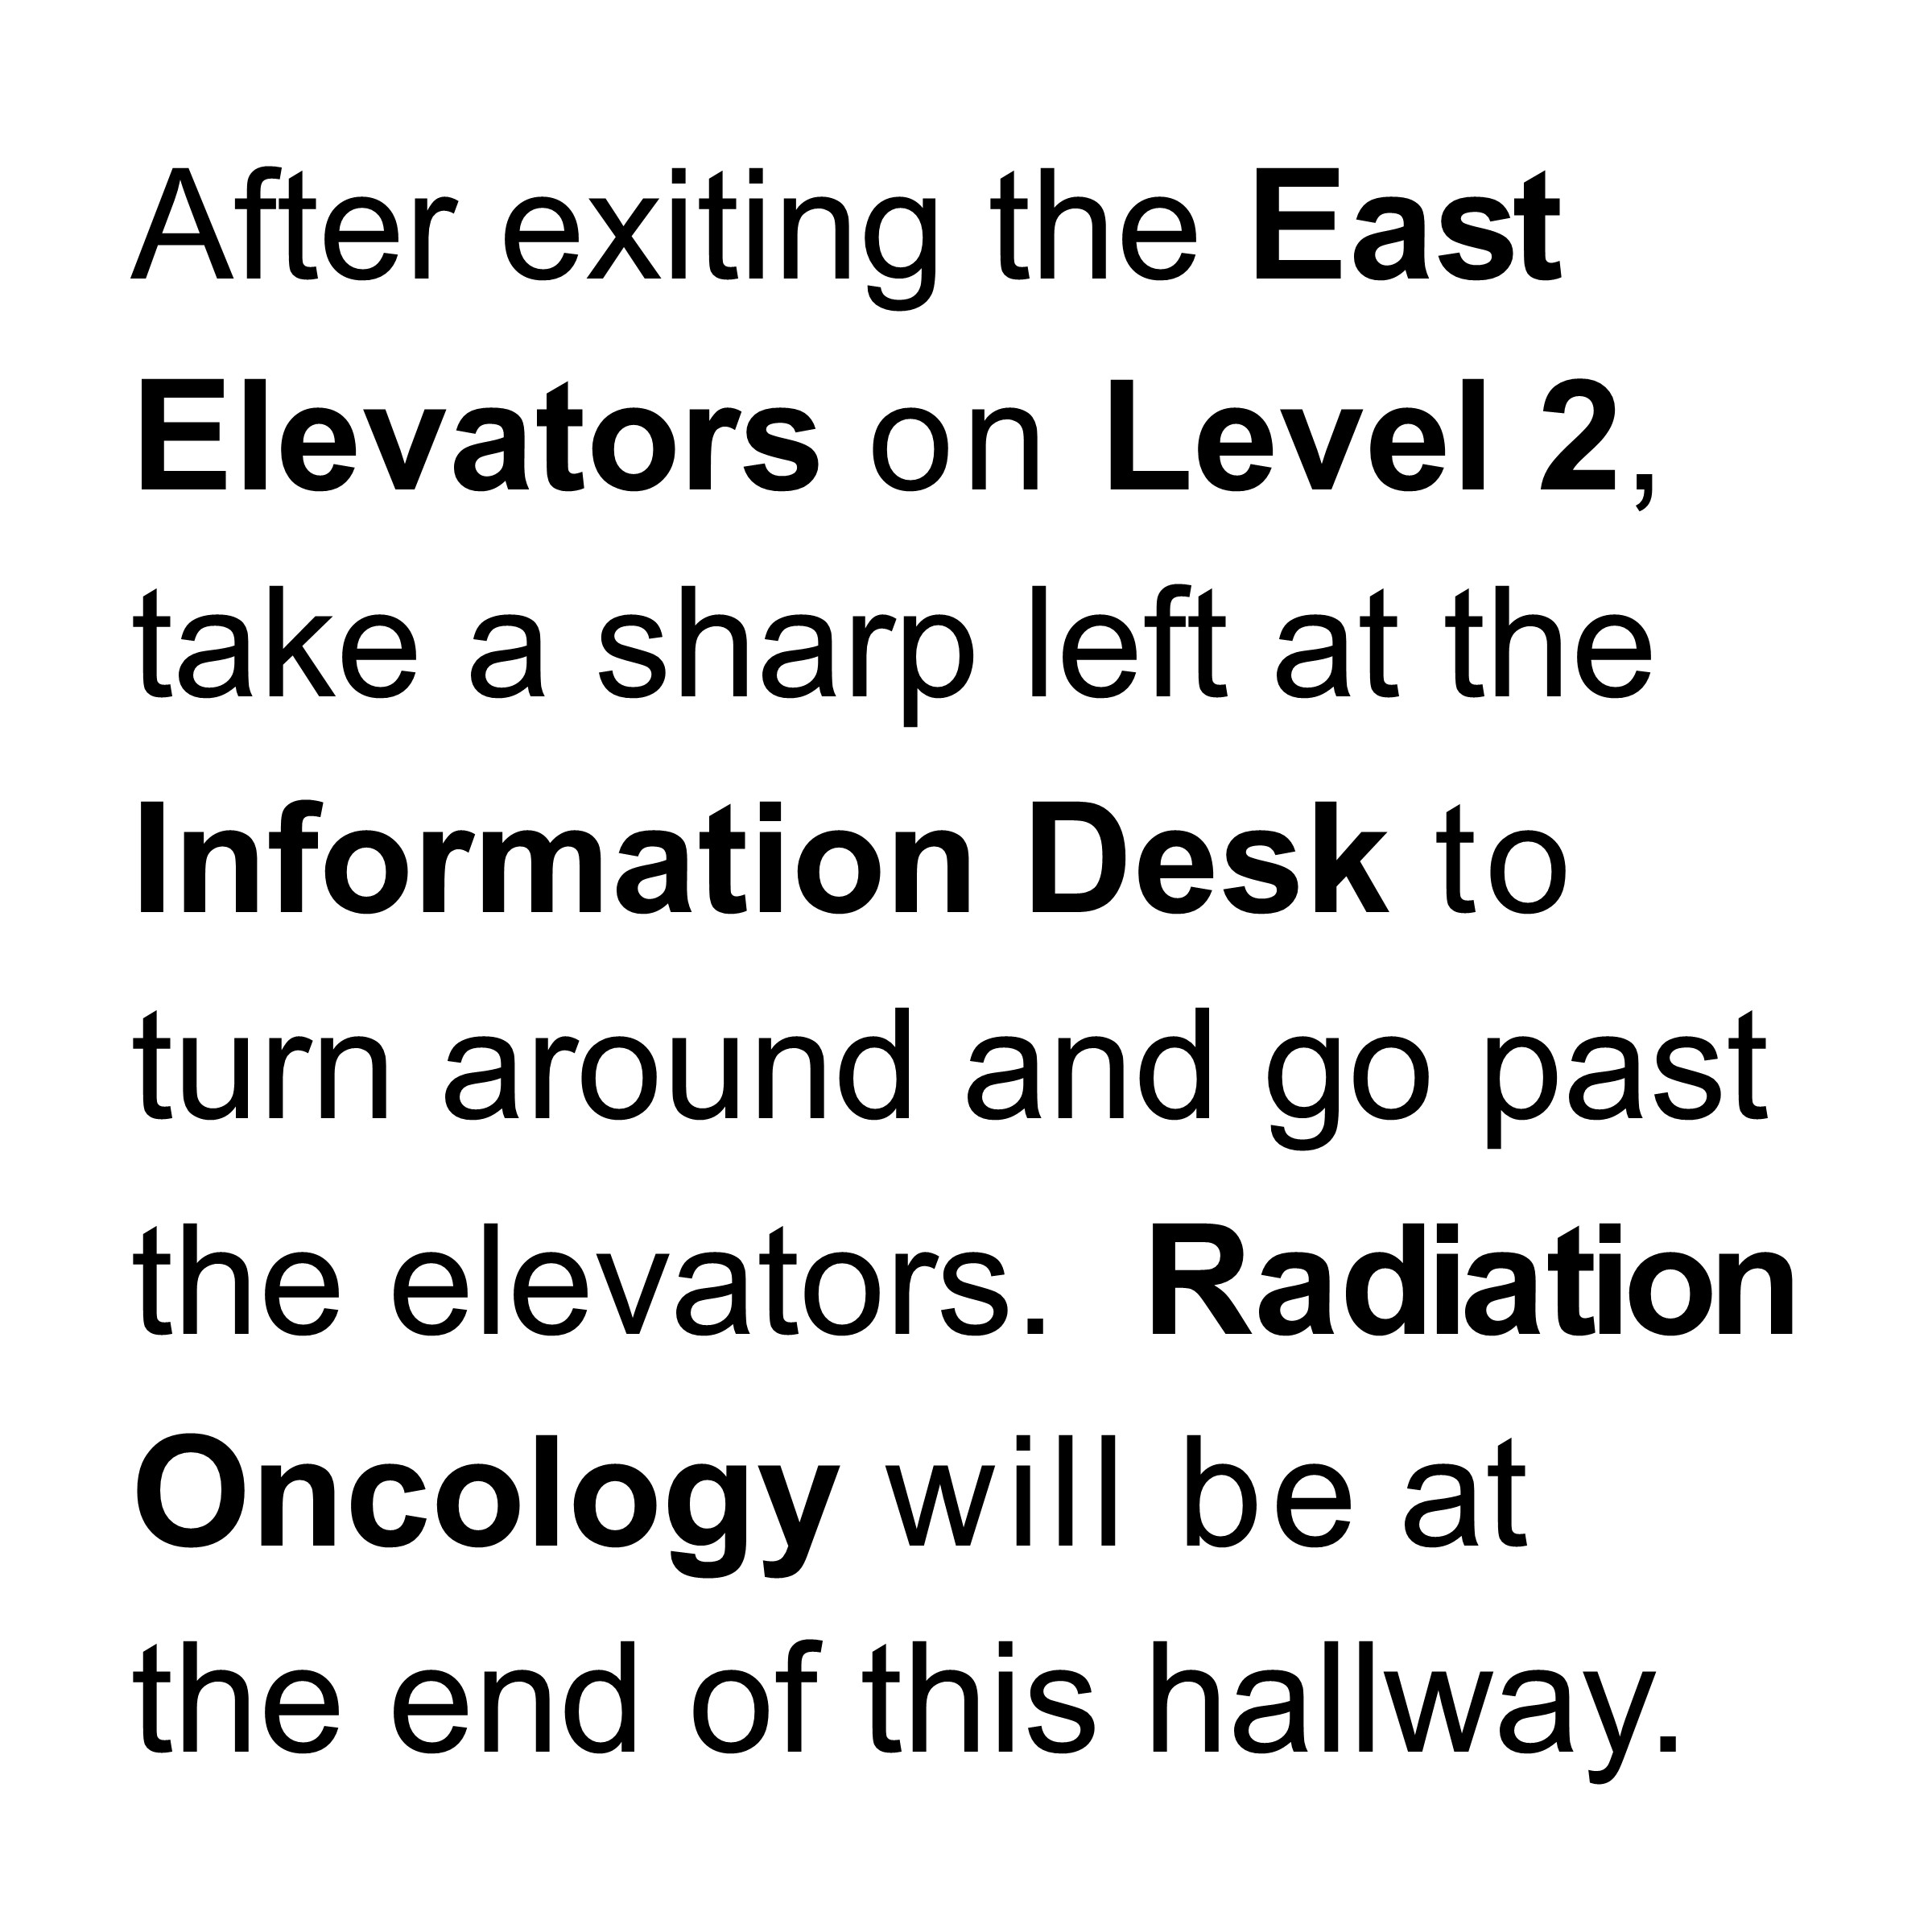 After exiting the East
Elevators on Level 2,
take a sharp left at the
Information Desk to
turn around and go past
the elevators. Radiation
Oncology will be at
the end of this hallway.